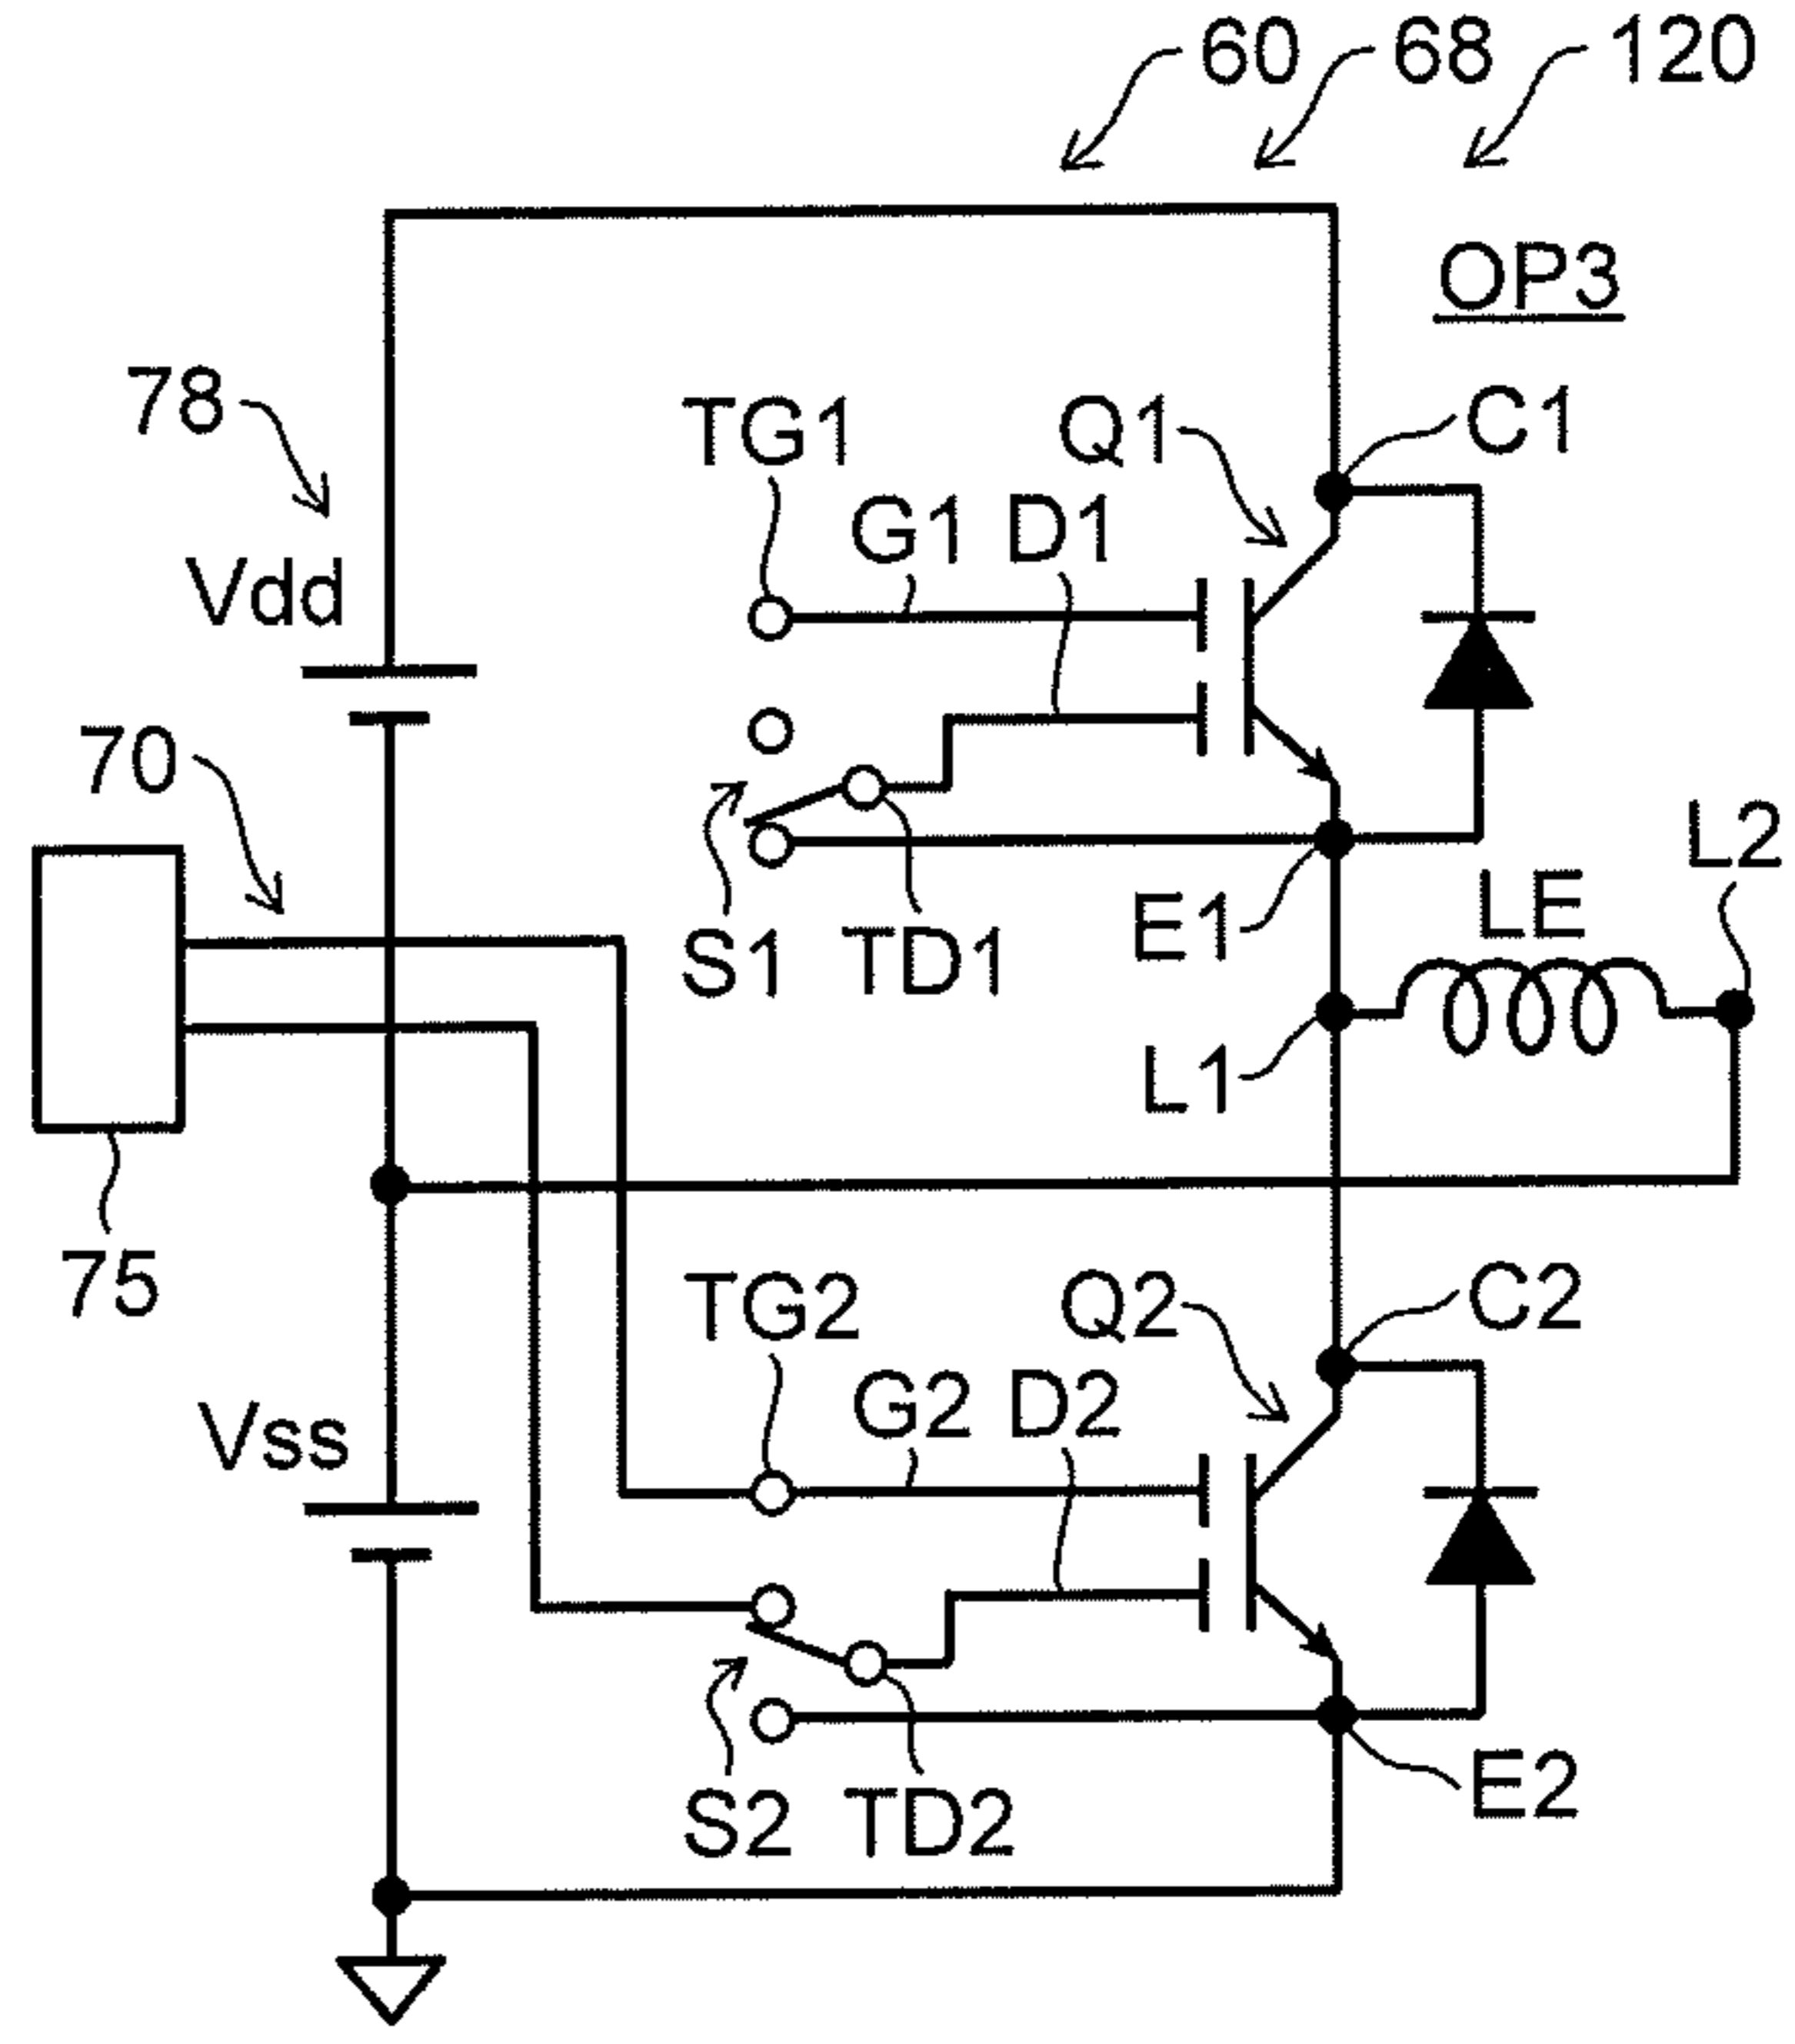 60 68 120
OP3
78
TG1 Q1 C1
G1 D1
Vdd
70
L2
E1 LE
S1 TD1
L1
75
TG2 Q2 C2
G2 D2
Vss
E2
S2 TD2